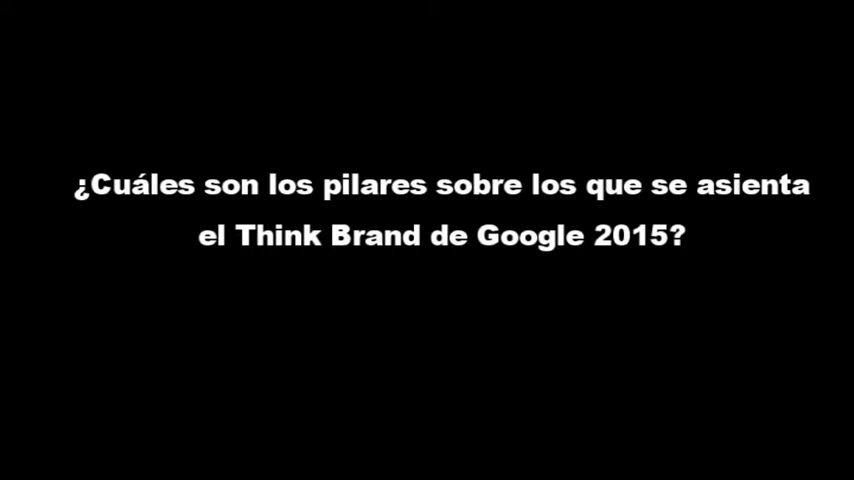 ¿Cuáles son los pilares sobre los que se asienta
el Think Brand de Google 2015?